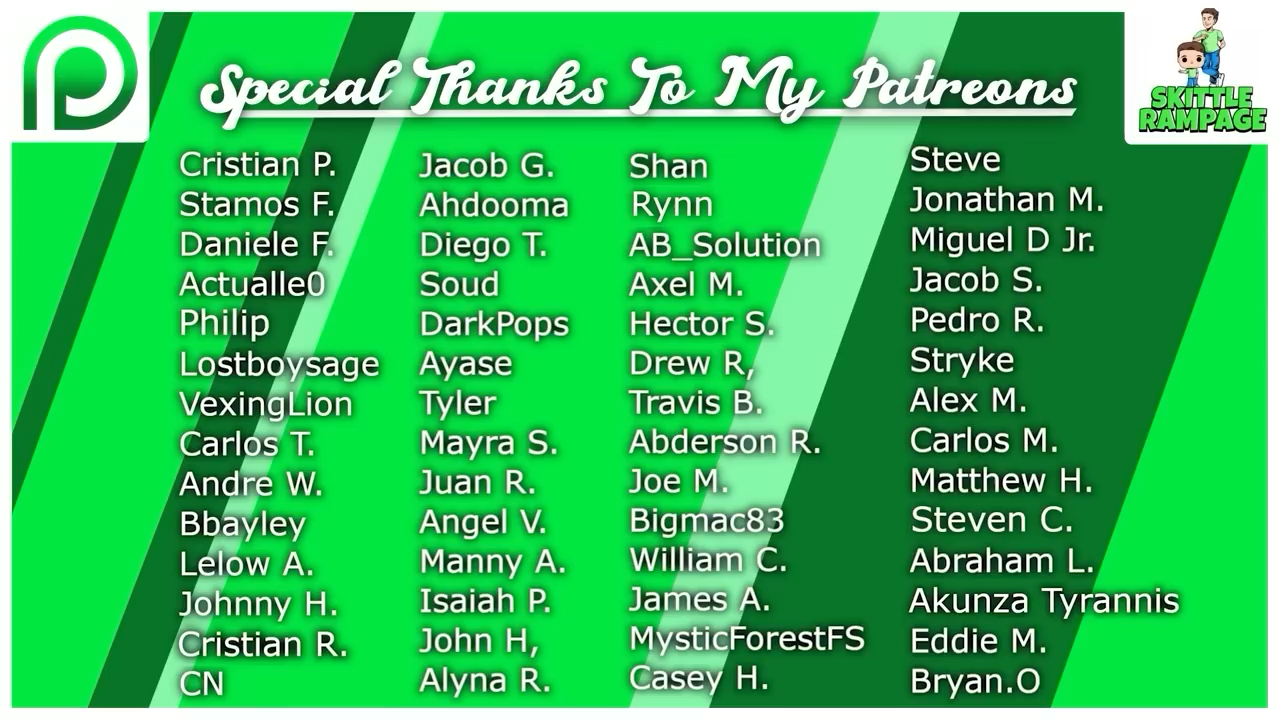 Special Thanks To My Patreons
SKITTLE
RAMPAGE
Cristian P.
Stamos F.
Daniele F.
Actualle0
Philip
Lostboysage
VexingLion
Carlos T.
Andre W.
Bbayley
Lelow A.
Johnny H.
Cristian R.
CN
Jacob G.
Ahdooma
Diego T.
Soud
DarkPops
Ayase
Tyler
Mayra S.
Juan R.
Angel V.
Manny A.
Isaiah P.
John H,
Alyna R.
Shan
Rynn
AB_Solution
Axel M.
Hector S.
Drew R,
Travis B.
Abderson R.
Joe M.
Bigmac83
William C.
James A.
MysticForestFS
Casey H.
Steve
Jonathan M.
Miguel D Jr.
Jacob S.
Pedro R.
Stryke
Alex M.
Carlos M.
Matthew H.
Steven C.
Abraham L.
Akunza Tyrannis
Eddie M.
Bryan.O